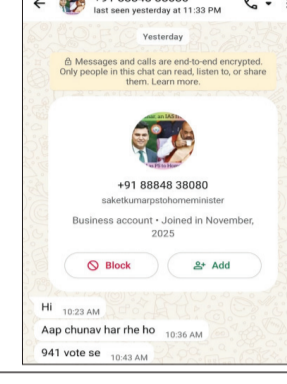 last seen yesterday at 11:33 PM
Yesterday
Messages and calls are end-to-end encrypted.
Only people in this chat can read, listen to, or share
them. Learn more.
+91 88848 38080
saketkumarpstohomeminister
Business account • Joined in November,
2025
Block
Add
Hi 10:23 AM
Aap chunav har rhe ho 10:36 AM
941 vote se 10:43 AM